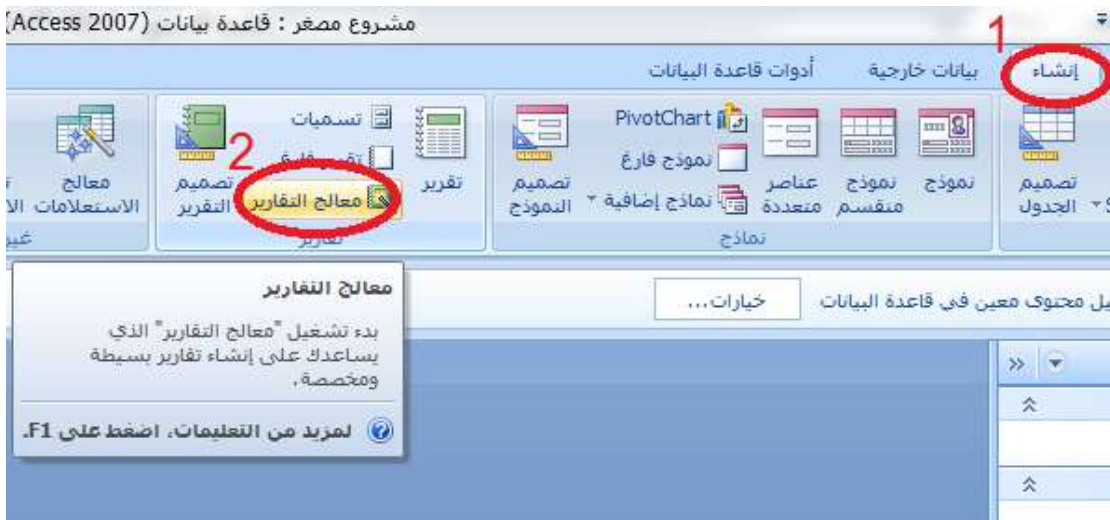 مشروع مصغر : قاعدة بيانات (Access 2007)
1
إنشاء
بيانات خارجية
أدوات قاعدة البيانات
تصميم
الجدول
نموذج
نموذج
منقسم
عناصر
متعددة
PivotChart
نموذج فارغ
نماذج إضافية
تصميم
النموذج
نماذج
تقرير
تسميات
تقرير فارغ
2
معالج التقارير
تصميم
التقرير
تقارير
معالج
الاستعلامات
معالج التقارير
بدء تشغيل "معالج التقارير" الذي
يساعدك على إنشاء تقارير بسيطة
ومخصصة.
لمزيد من التعليمات، اضغط على F1.
محتوى معين في قاعدة البيانات
خيارات...